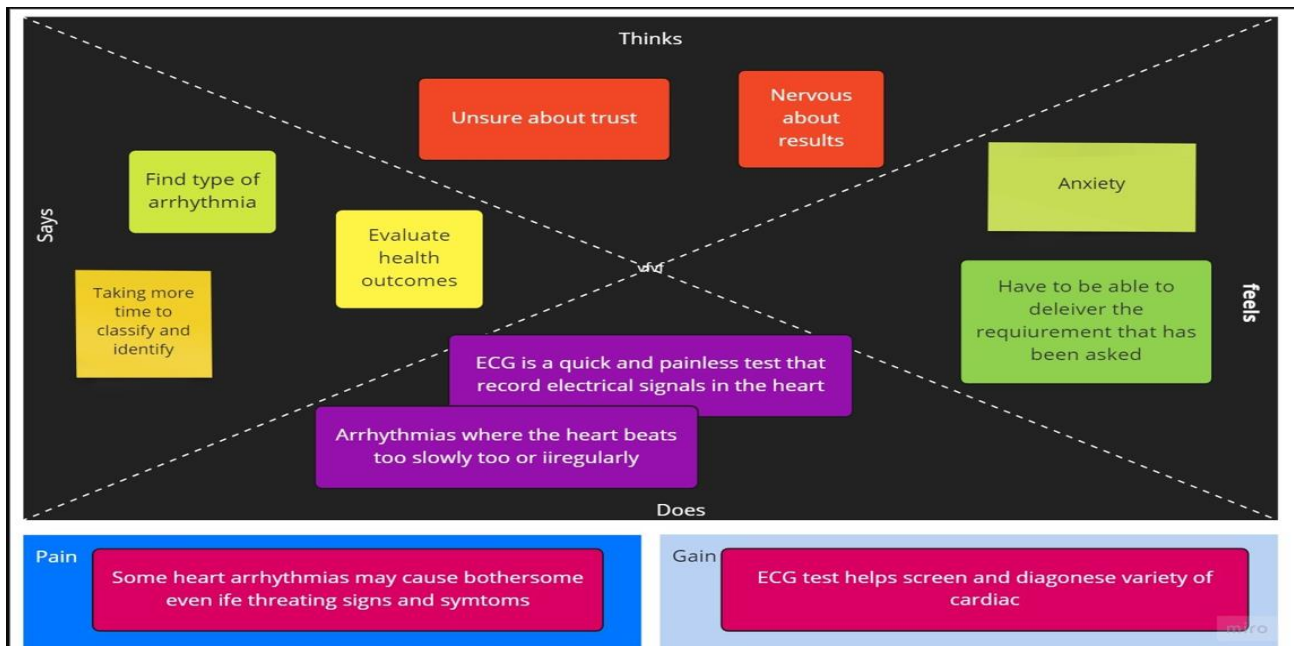 Thinks
Unsure about trust
Nervous
about
results
Says
Find type of
arrhythmia
Evaluate
health
outcomes
Taking more
time to
classify and
identify
Anxiety
Have to be able to
deleiver the
requiurement that has
been asked
feels
ECG is a quick and painless test that
record electrical signals in the heart
Arrhythmias where the heart beats
too slowly too or iiregularly
Does
Pain
Some heart arrhythmias may cause bothersome
even ife threating signs and symtoms
Gain
ECG test helps screen and diagonese variety of
cardiac
miro